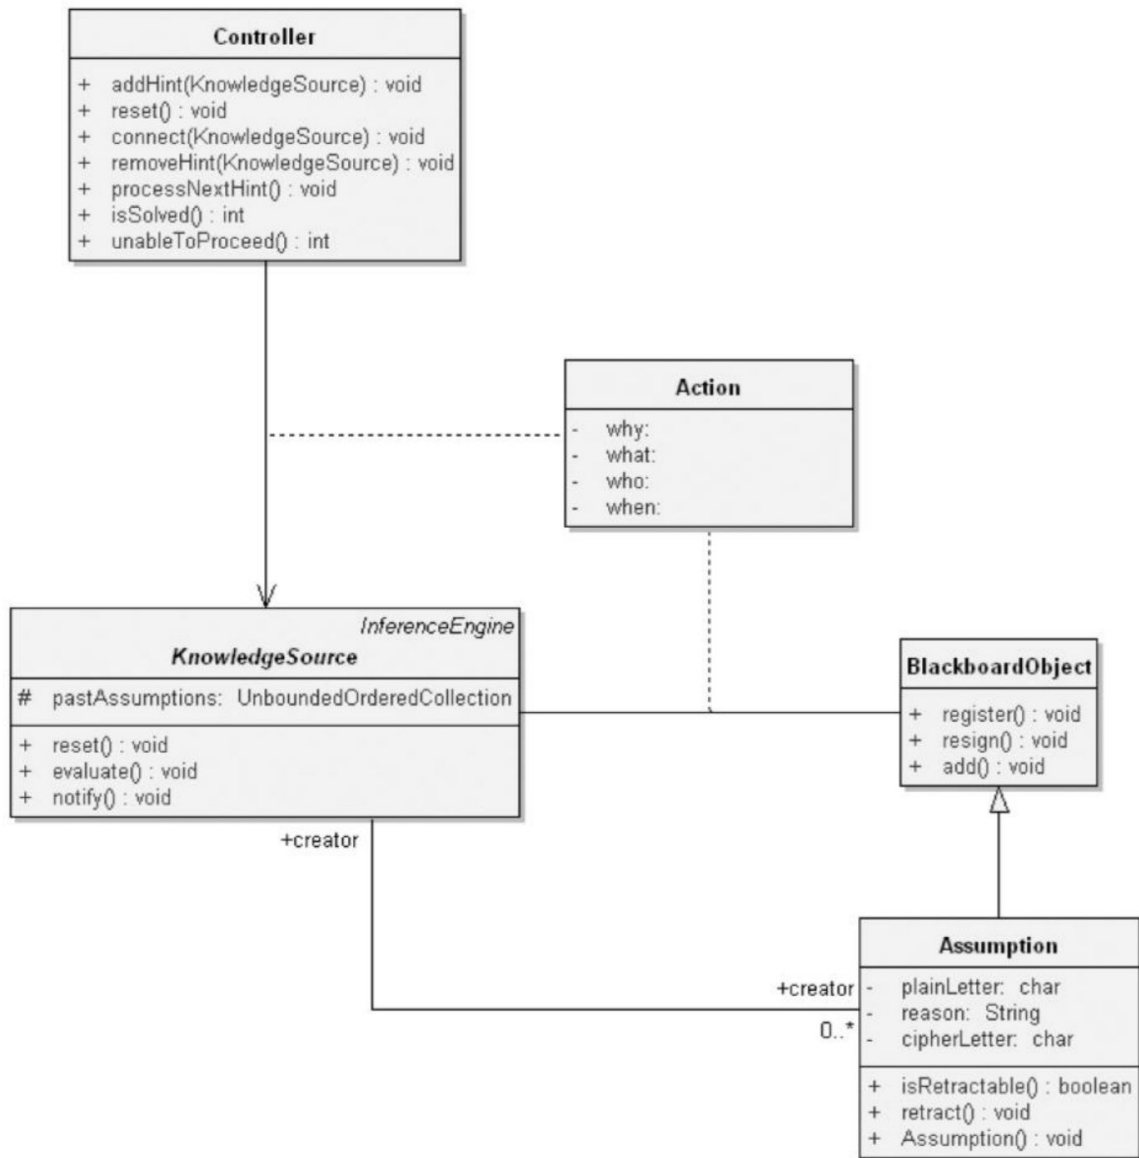 Controller
+ addHint(KnowledgeSource) : void
+ reset() : void
+ connect(KnowledgeSource) : void
+ removeHint(KnowledgeSource) : void
+ processNextHint() : void
+ isSolved() : int
+ unableToProceed() : int
Action
- why:
- what:
- who:
- when:
InferenceEngine
KnowledgeSource
# pastAssumptions: UnboundedOrderedCollection
+ reset() : void
+ evaluate() : void
+ notify() : void
BlackboardObject
+ register() : void
+ resign() : void
+ add() : void
+creator
+creator
0..*
Assumption
- plainLetter: char
- reason: String
- cipherLetter: char
+ isRetractable() : boolean
+ retract() : void
+ Assumption() : void